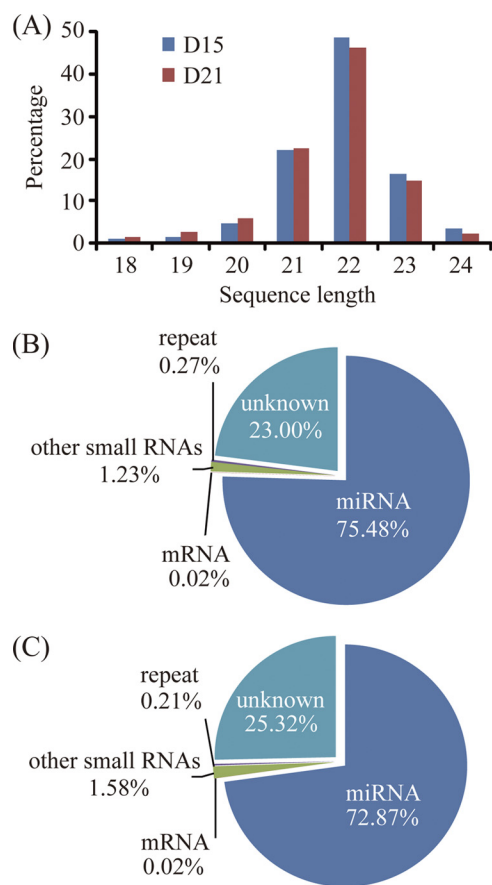 (A)
50
40
30
20
10
0
Percentage
D15
D21
18 19 20 21 22 23 24
Sequence length
(B)
repeat
0.27%
unknown
23.00%
other small RNAs
1.23%
miRNA
75.48%
mRNA
0.02%
(C)
repeat
0.21%
unknown
25.32%
other small RNAs
1.58%
miRNA
72.87%
mRNA
0.02%